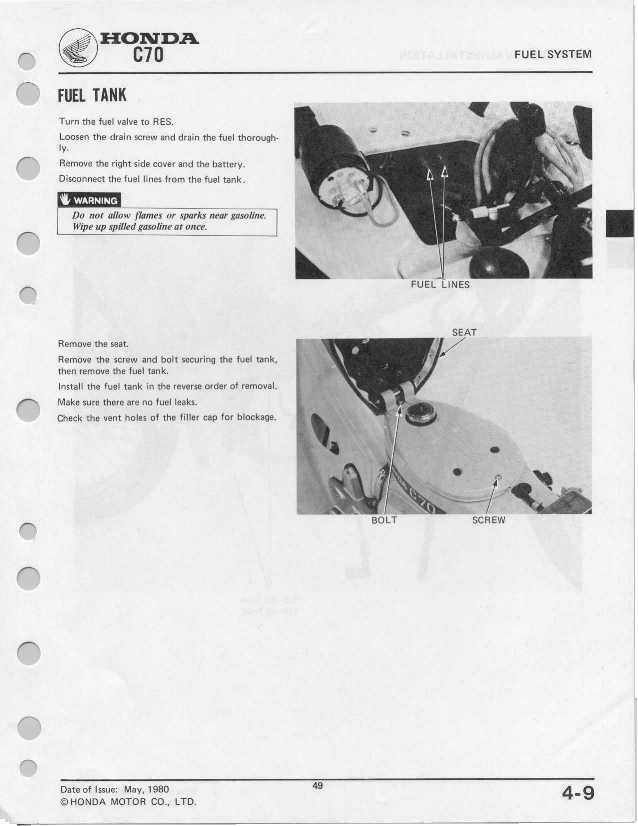 HONDA
C70
FUEL SYSTEM
FUEL TANK
Turn the fuel valve to RES.
Loosen the drain screw and drain the fuel thorough-
ly.
Remove the right side cover and the battery.
Disconnect the fuel lines from the fuel tank.
WARNING
Do not allow flames or sparks near gasoline.
Wipe up spilled gasoline at once.
FUEL LINES
Remove the seat.
Remove the screw and bolt securing the fuel tank,
then remove the fuel tank.
Install the fuel tank in the reverse order of removal.
Make sure there are no fuel leaks.
Check the vent holes of the filler cap for blockage.
SEAT
C70
BOLT
SCREW
Date of Issue: May, 1980
© HONDA MOTOR CO., LTD.
49
4-9